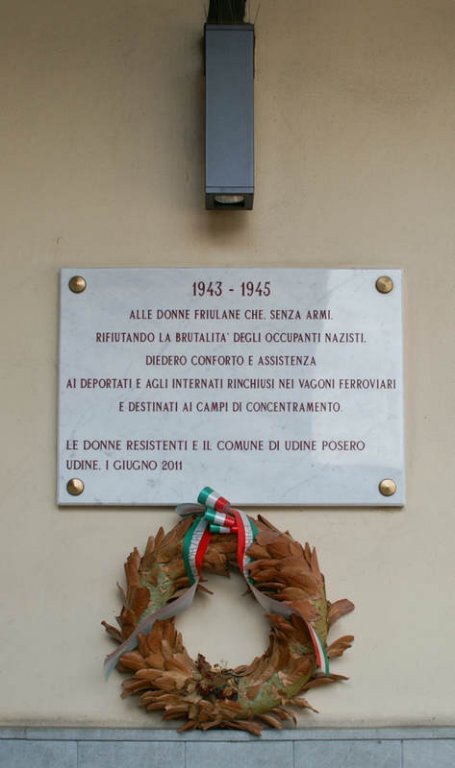 1943 - 1945
ALLE DONNE FRIULANE CHE, SENZA ARMI,
RIFIUTANDO LA BRUTALITA' DEGLI OCCUPANTI NAZISTI,
DIEDERO CONFORTO E ASSISTENZA
AI DEPORTATI E AGLI INTERNATI RINCHIUSI NEI VAGONI FERROVIARI
E DESTINATI AI CAMPI DI CONCENTRAMENTO.
LE DONNE RESISTENTI E IL COMUNE DI UDINE POSERO
UDINE, 1 GIUGNO 2011